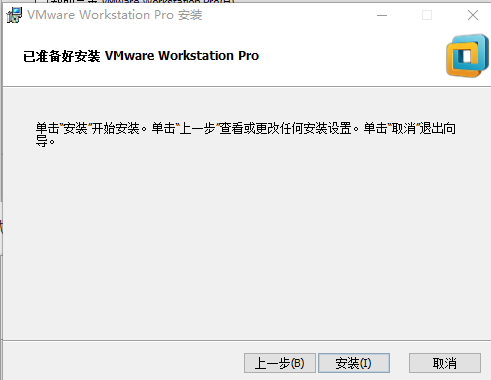 VMware Workstation Pro 安装
已准备好安装 VMware Workstation Pro
单击“安装”开始安装。单击“上一步”查看或更改任何安装设置。单击“取消”退出向
导。
上一步(B)
安装(I)
取消